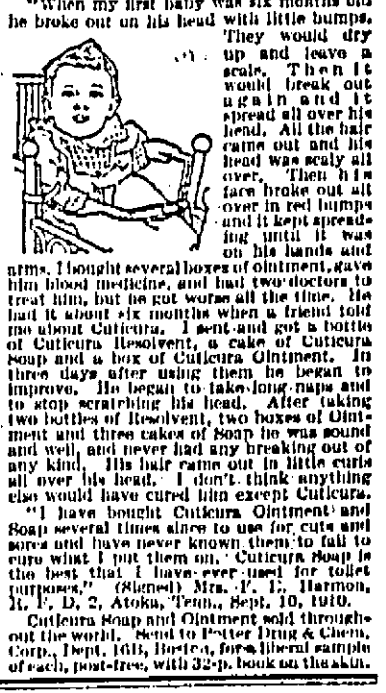 "When my first baby was six months old
he broke out on his head with little bumps.
They would dry
up and leave a
scale. Then it
would break out
again and it
spread all over his
head. All the hair
came out and his
head was scaly all
over. Then his
face broke out all
over in red bumps
and it kept spread-
ing until it was
on his hands and
arms. I bought several boxes of ointment, gave
him blood medicine, and had two doctors to
treat him, but he got worse all the time. He
had it about six months when a friend told
me about Cuticura. I sent and got a bottle
of Cuticura Resolvent, a cake of Cuticura
Soap and a box of Cuticura Ointment. In
three days after using them he began to
improve. He began to take long naps and
to stop scratching his head. After taking
two bottles of Resolvent, two boxes of Oint-
ment and three cakes of Soap he was sound
and well, and never had any breaking out of
any kind. His hair came out in little curls
all over his head. I don't think anything
else would have cured him except Cuticura.
"I have bought Cuticura Ointment and
Soap several times since to use for cuts and
sores and have never known them to fail to
cure what I put them on. Cuticura Soap is
the best that I have ever used for toilet
purposes." (Signed) Mrs. F. E. Harmon,
R. F. D. 2, Atoka, Tenn., Sept. 10, 1910.
Cuticura Soap and Ointment sold through-
out the world. Send to Potter Drug & Chem.
Corp., Dept. 16B, Boston, for a liberal sample
of each, post-free, with 32-p. book on the skin.